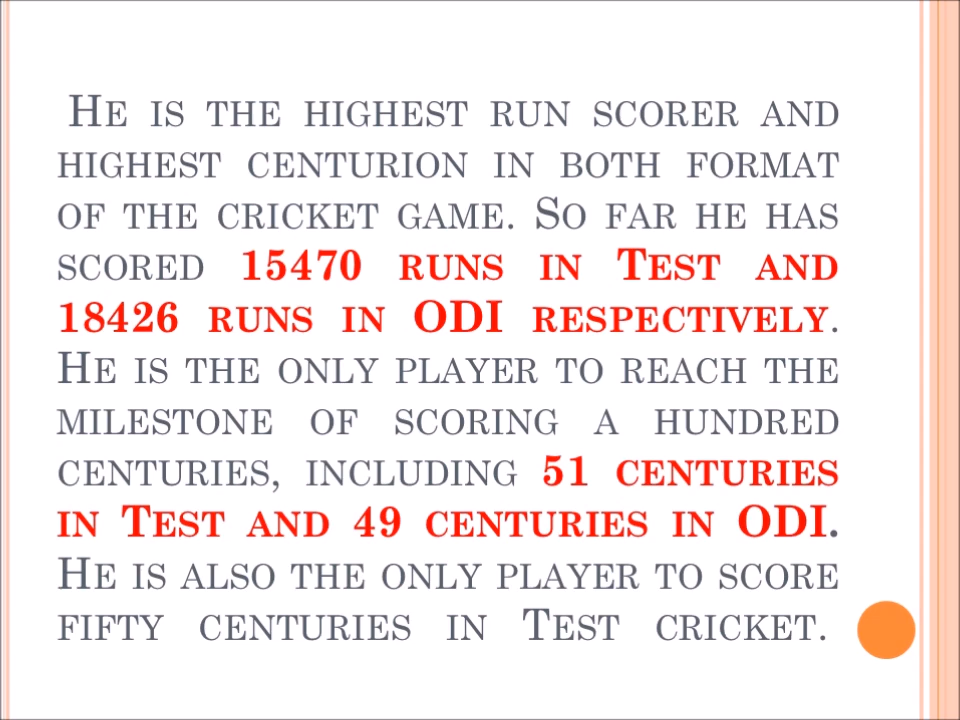 He is the highest run scorer and
highest centurion in both format
of the cricket game. So far he has
scored 15470 runs in Test and
18426 runs in ODI respectively.
He is the only player to reach the
milestone of scoring a hundred
centuries, including 51 centuries
in Test and 49 centuries in ODI.
He is also the only player to score
fifty centuries in Test cricket.